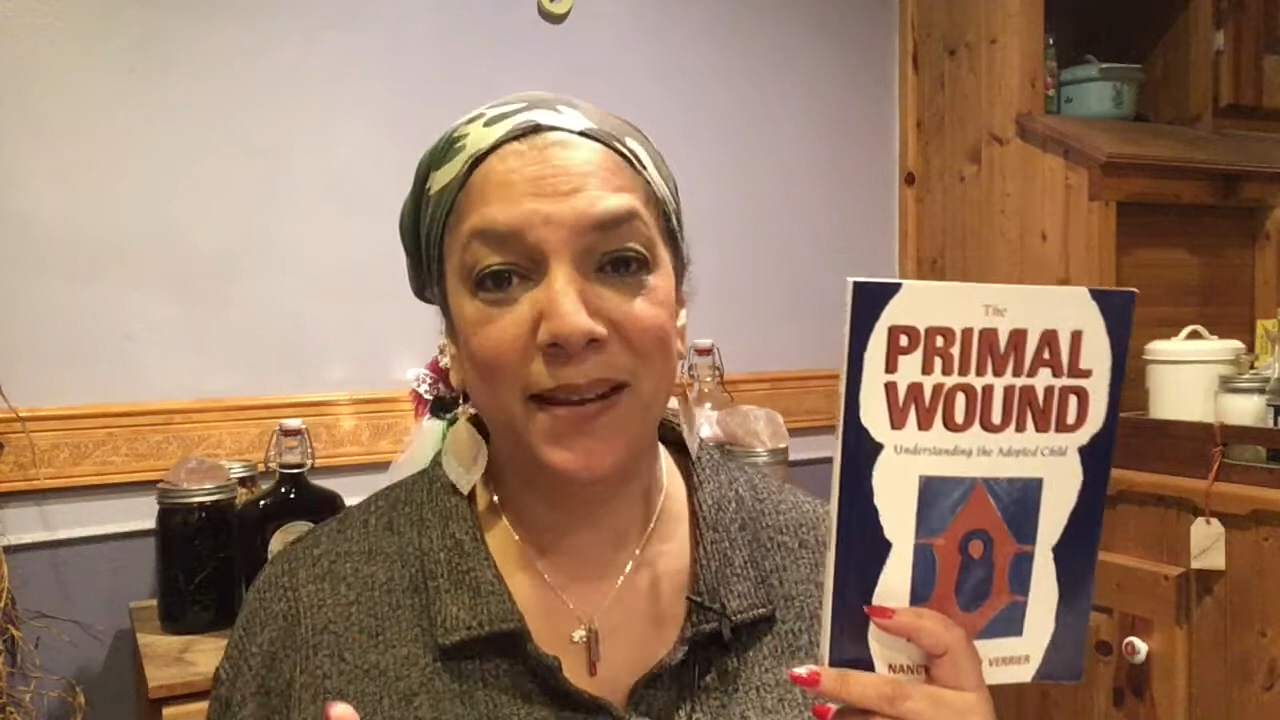 The
PRIMAL
WOUND
Understanding the Adopted Child
VERRIER